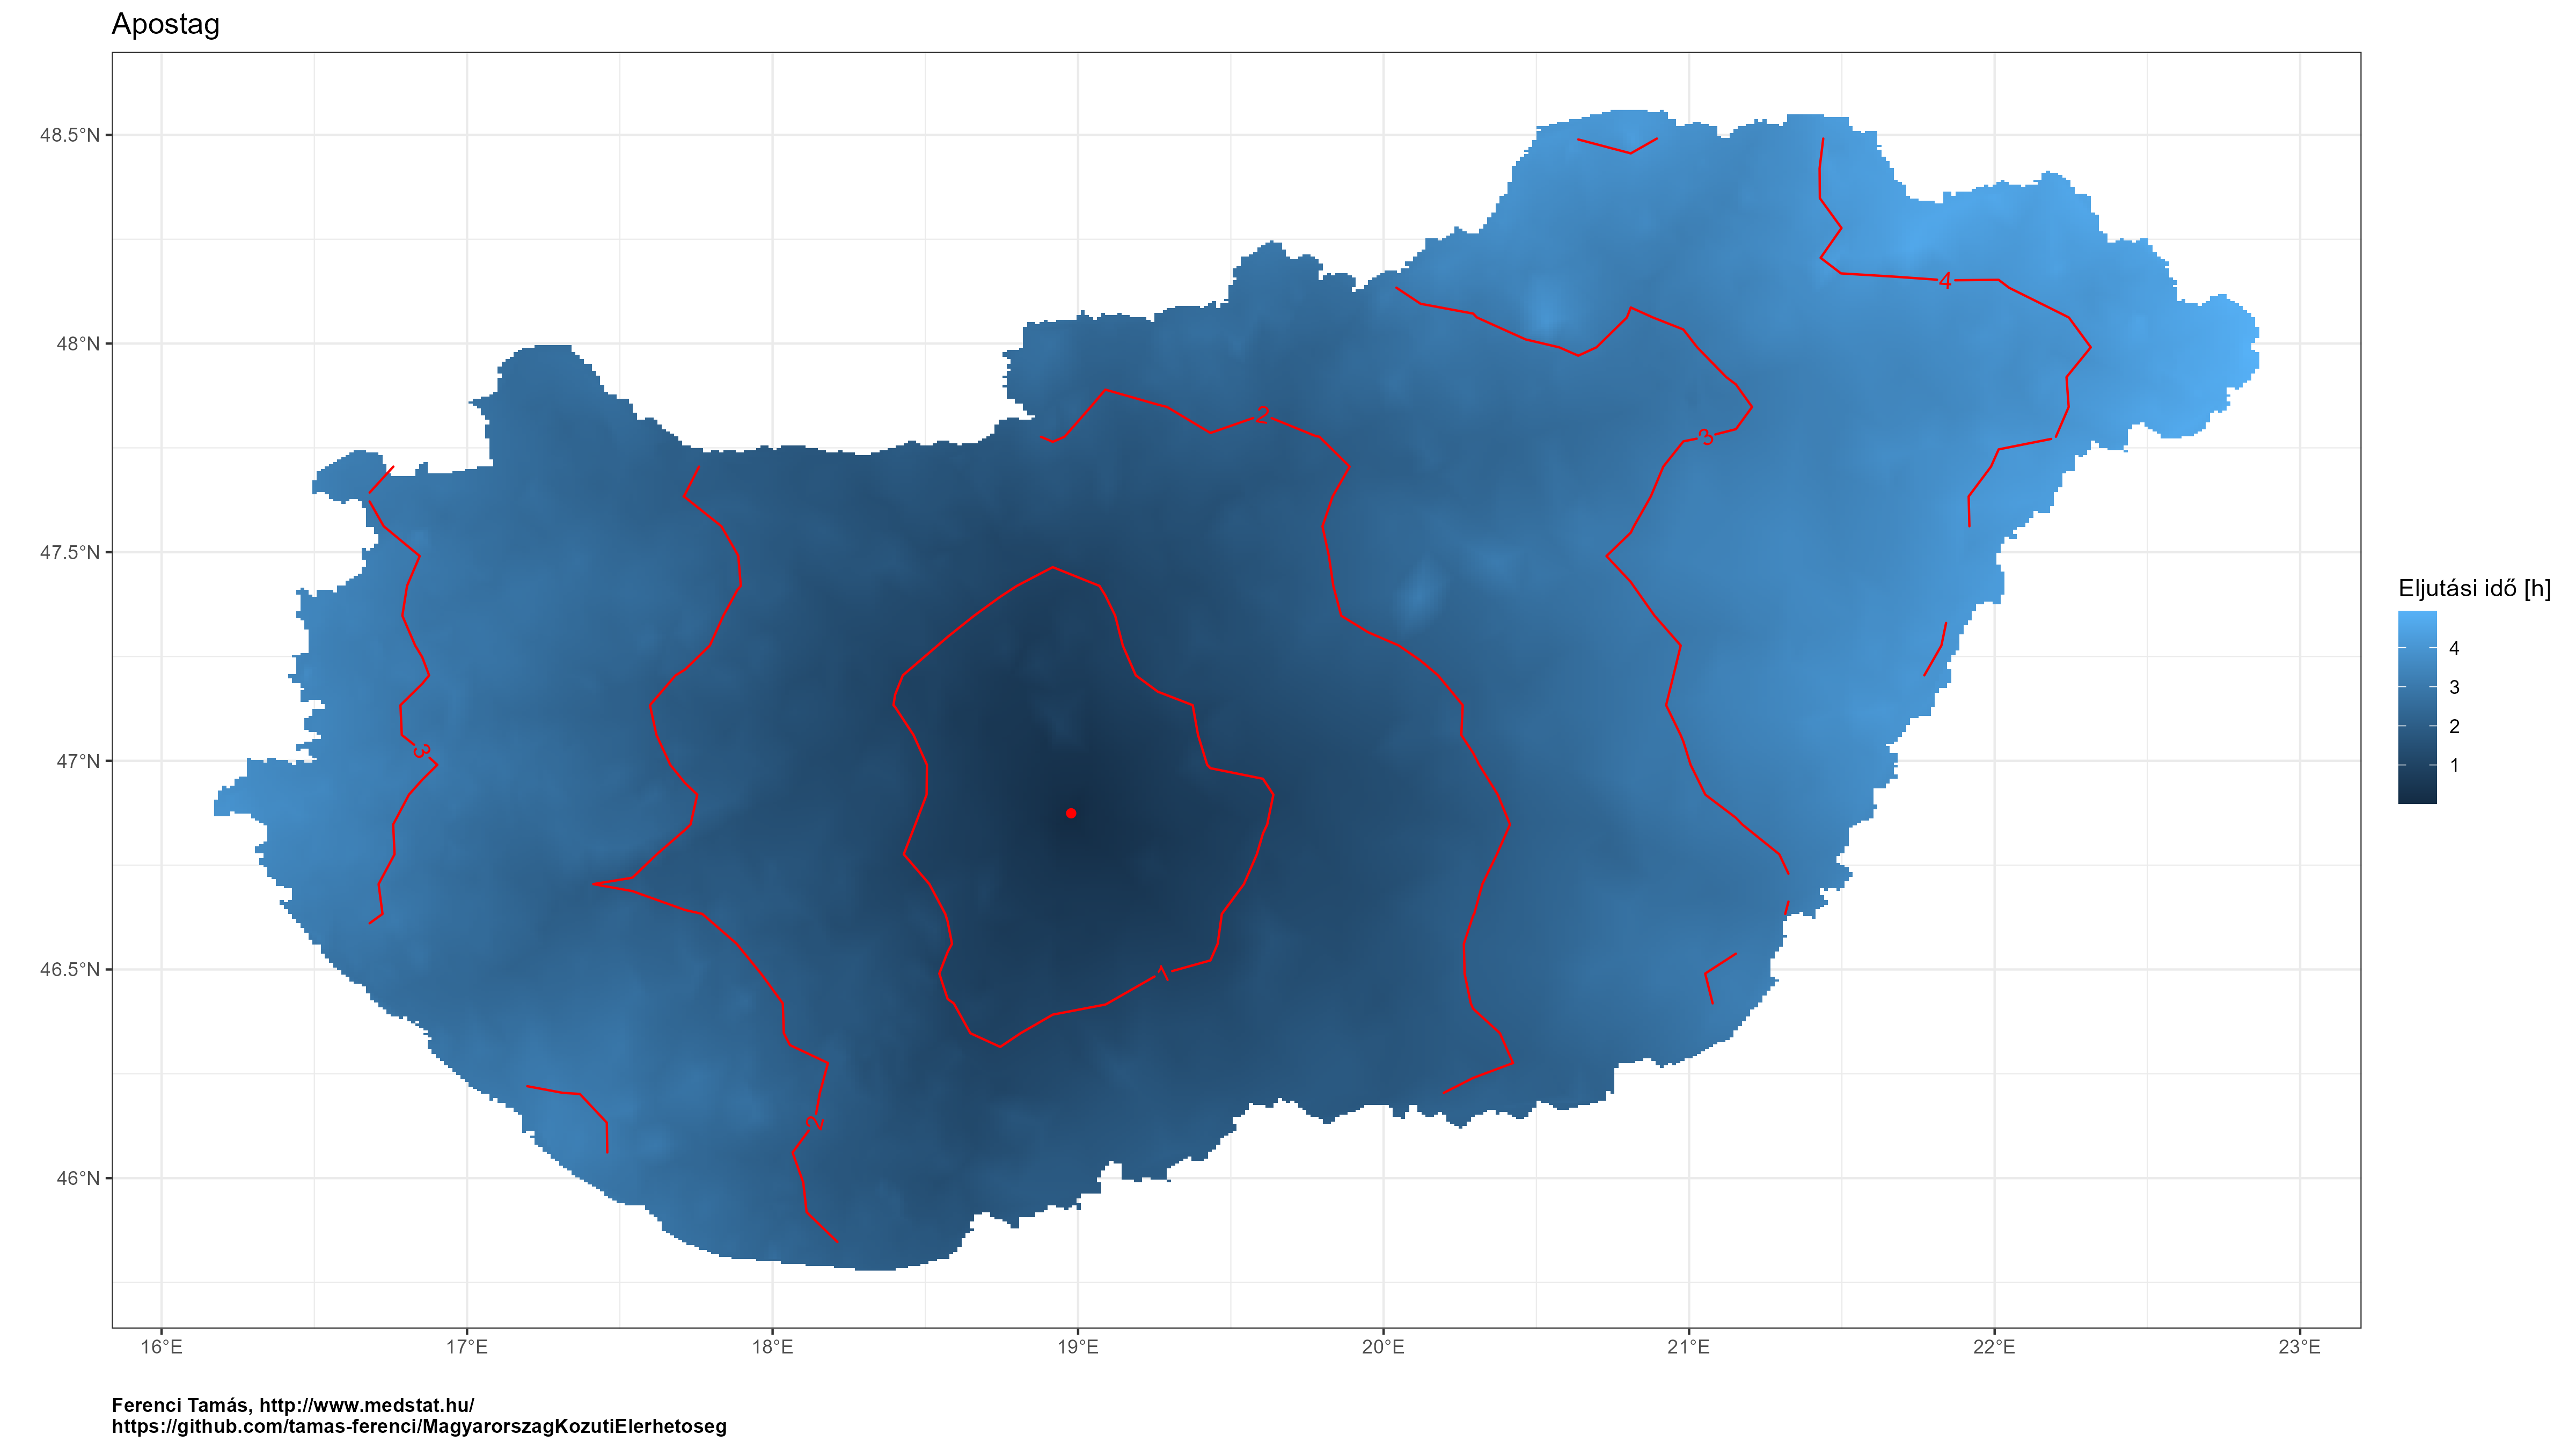 Apostag
48.5°N
48°N
47.5°N
47°N
46.5°N
46°N
16°E 17°E 18°E 19°E 20°E 21°E 22°E 23°E
4
2
3
3
1
2
Eljutási idő [h]
4
3
2
1
Ferenci Tamás, http://www.medstat.hu/
https://github.com/tamas-ferenci/MagyarorszagKozutiElerhetoseg